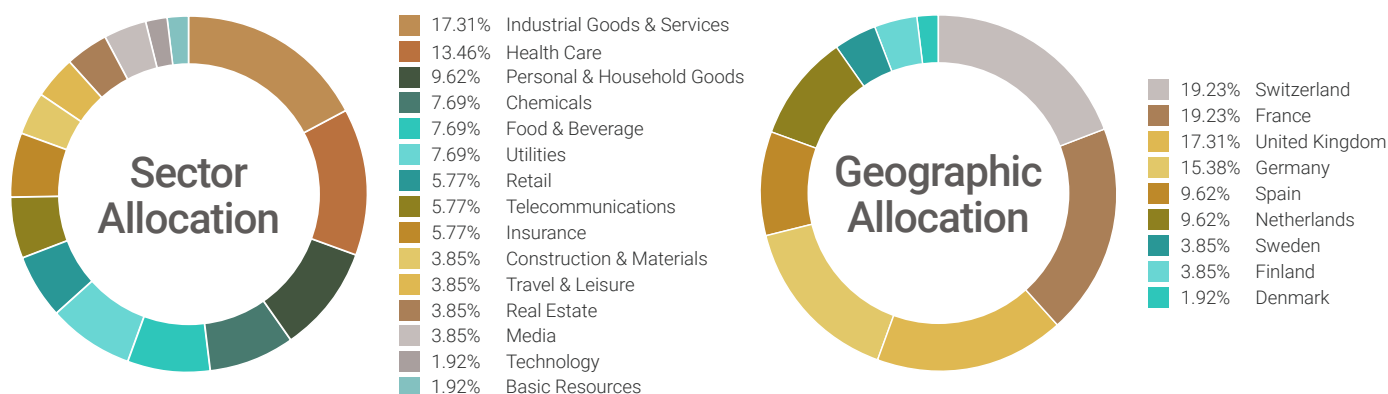 Sector
Allocation
17.31% Industrial Goods & Services
13.46% Health Care
9.62% Personal & Household Goods
7.69% Chemicals
7.69% Food & Beverage
7.69% Utilities
5.77% Retail
5.77% Telecommunications
5.77% Insurance
3.85% Construction & Materials
3.85% Travel & Leisure
3.85% Real Estate
3.85% Media
1.92% Technology
1.92% Basic Resources
Geographic
Allocation
19.23% Switzerland
19.23% France
17.31% United Kingdom
15.38% Germany
9.62% Spain
9.62% Netherlands
3.85% Sweden
3.85% Finland
1.92% Denmark